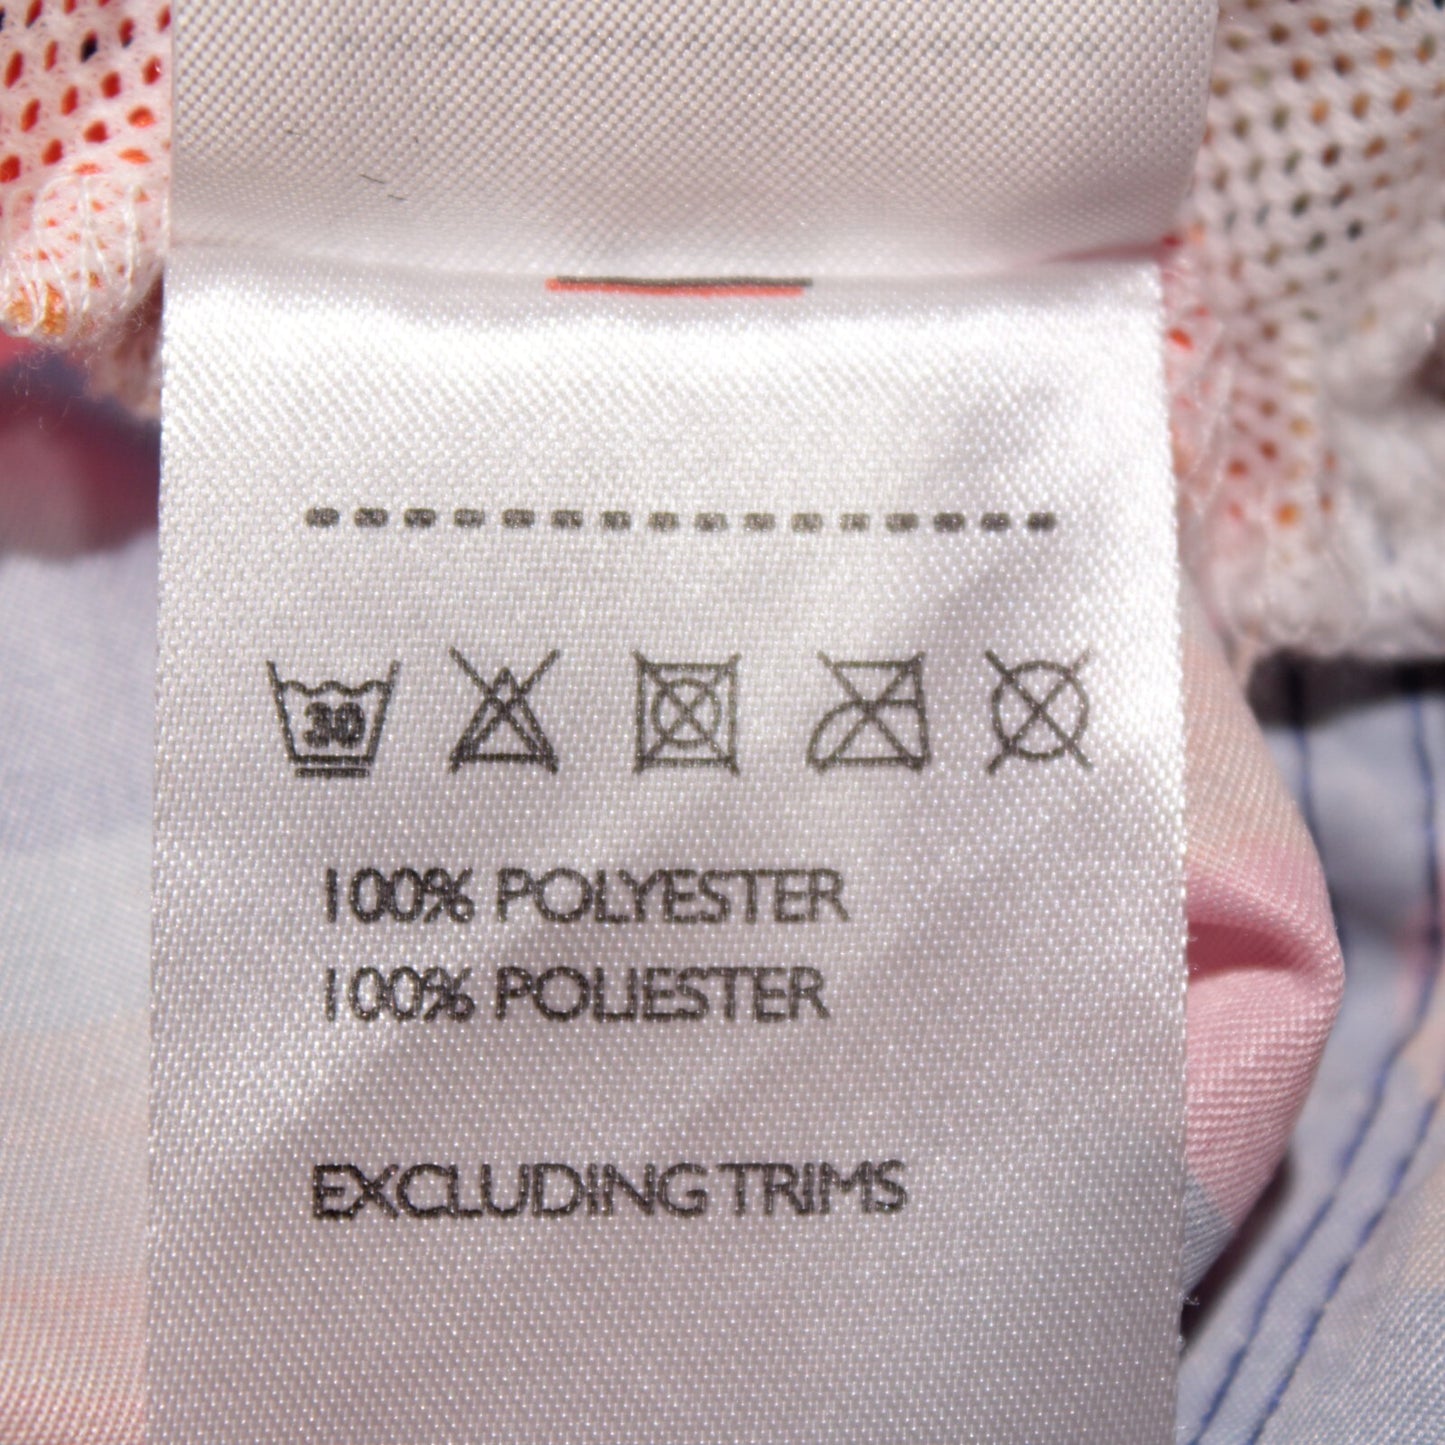 30
100% POLYESTER
100% POLIESTER
EXCLUDING TRIMS